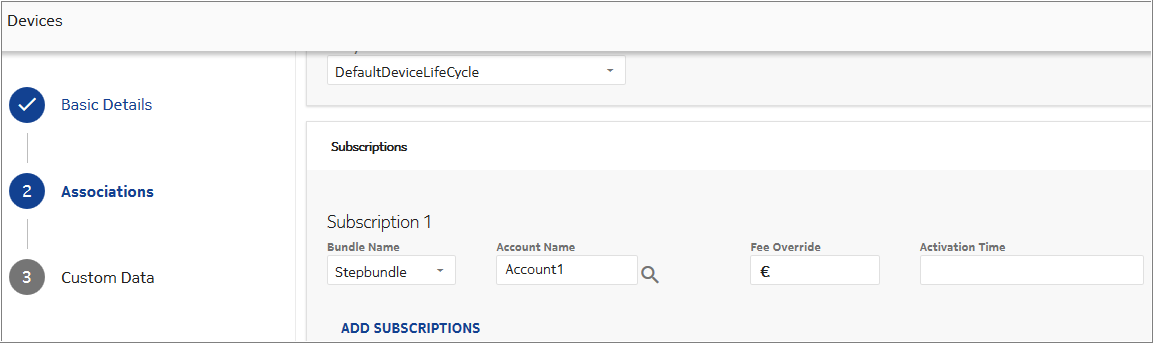 Devices
DefaultDeviceLifeCycle
Basic Details
Subscriptions
2 Associations
Subscription 1
Bundle Name Account Name Fee Override Activation Time
Stepbundle Account1 €
3 Custom Data
ADD SUBSCRIPTIONS